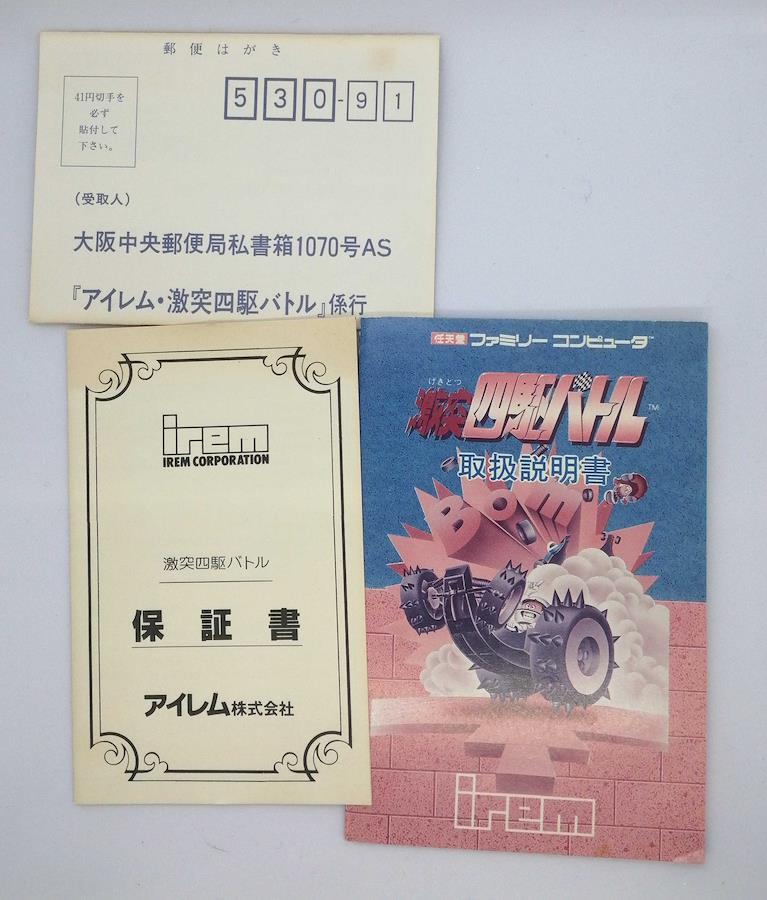 郵便はがき
41円切手を
必ず
貼付して
下さい。
530-91
(受取人)
大阪中央郵便局私書箱1070号AS
『アイレム・激突四駆バトル』係行
irem
IREM CORPORATION
激突四駆バトル
保証書
アイレム株式会社
任天堂 ファミリー コンピュータ™
げきとつ
激突四駆バトル™
取扱説明書
Bomb!
irem